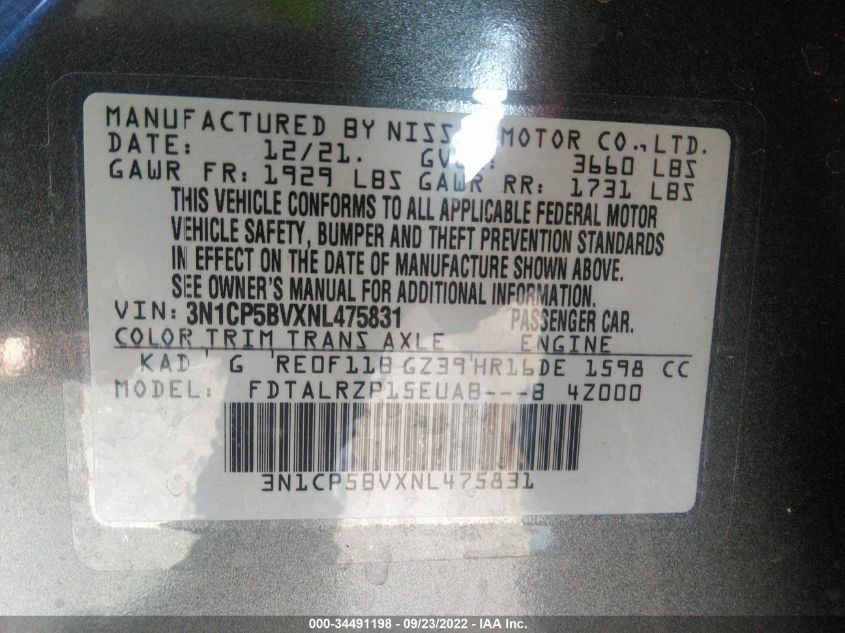 MANUFACTURED BY MOTOR CO., LTD.
DATE: 12/21. 3660 LBS
GAWR FR: 1929 LBS GAWR RR: 1731 LBS
THIS VEHICLE CONFORMS TO ALL APPLICABLE FEDERAL MOTOR
VEHICLE SAFETY, BUMPER AND THEFT PREVENTION STANDARDS
IN EFFECT ON THE DATE OF MANUFACTURE SHOWN ABOVE.
SEE OWNER'S MANUAL FOR ADDITIONAL INFORMATION.
VIN: 3N1CP5BVXNL475831 PASSENGER CAR.
COLOR TRIM TRANS AXLE ENGINE
KAD G RE0F11B GZ39 HR16DE 1598 CC
MODEL: FDTALRZP15EUAB---B 4Z000
3N1CP5BVXNL475831
000-34491198 - 09/23/2022 - IAA Inc.